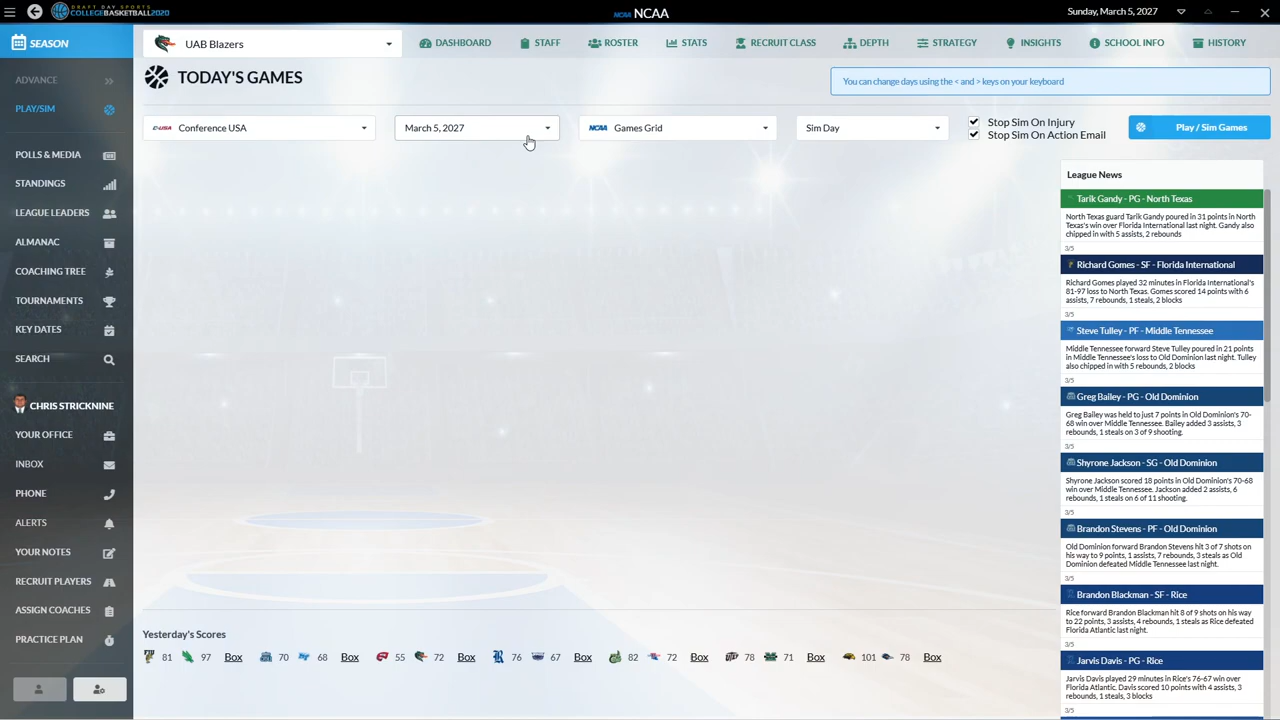 DRAFT DAY SPORTS
COLLEGEBASKETBALL2020
NCAA NCAA
Sunday, March 5, 2027
SEASON
UAB Blazers
DASHBOARD
STAFF
ROSTER
STATS
RECRUIT CLASS
DEPTH
STRATEGY
INSIGHTS
SCHOOL INFO
HISTORY
ADVANCE
PLAY/SIM
POLLS & MEDIA
STANDINGS
LEAGUE LEADERS
ALMANAC
COACHING TREE
TOURNAMENTS
KEY DATES
SEARCH
CHRIS STRICKNINE
YOUR OFFICE
INBOX
PHONE
ALERTS
YOUR NOTES
RECRUIT PLAYERS
ASSIGN COACHES
PRACTICE PLAN
TODAY'S GAMES
You can change days using the < and > keys on your keyboard
C-USA Conference USA
March 5, 2027
NCAA Games Grid
Sim Day
Stop Sim On Injury
Stop Sim On Action Email
Play / Sim Games
League News
Tarik Gandy - PG - North Texas
North Texas guard Tarik Gandy poured in 31 points in North
Texas's win over Florida International last night. Gandy also
chipped in with 5 assists, 2 rebounds
3/5
Richard Gomes - SF - Florida International
Richard Gomes played 32 minutes in Florida International's
81-97 loss to North Texas. Gomes scored 14 points with 6
assists, 7 rebounds, 1 steals, 2 blocks
3/5
Steve Tulley - PF - Middle Tennessee
Middle Tennessee forward Steve Tulley poured in 21 points
in Middle Tennessee's loss to Old Dominion last night. Tulley
also chipped in with 5 rebounds, 2 blocks
3/5
Greg Bailey - PG - Old Dominion
Greg Bailey was held to just 7 points in Old Dominion's 70-
68 win over Middle Tennessee. Bailey added 3 assists, 3
rebounds, 1 steals on 3 of 9 shooting.
3/5
Shyrone Jackson - SG - Old Dominion
Shyrone Jackson scored 18 points in Old Dominion's 70-68
win over Middle Tennessee. Jackson added 2 assists, 6
rebounds, 1 steals on 6 of 11 shooting.
3/5
Brandon Stevens - PF - Old Dominion
Old Dominion forward Brandon Stevens hit 3 of 7 shots on
his way to 9 points, 1 assists, 7 rebounds, 3 steals as Old
Dominion defeated Middle Tennessee last night.
3/5
Brandon Blackman - SF - Rice
Rice forward Brandon Blackman hit 8 of 9 shots on his way
to 22 points, 3 assists, 4 rebounds, 1 steals as Rice defeated
Florida Atlantic last night.
3/5
Jarvis Davis - PG - Rice
Jarvis Davis played 29 minutes in Rice's 76-67 win over
Florida Atlantic. Davis scored 10 points with 4 assists, 3
rebounds, 1 steals, 3 blocks
3/5
Yesterday's Scores
81 97 Box 70 68 Box 55 72 Box 76 67 Box 82 72 Box 78 71 Box 101 78 Box